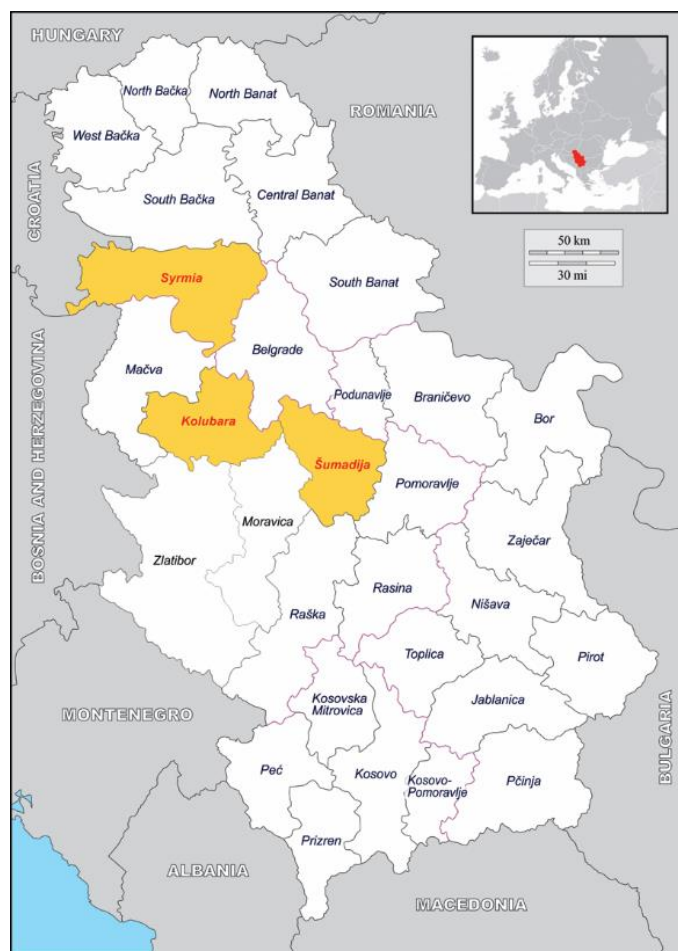 HUNGARY
ROMANIA
CROATIA
BOSNIA AND HERZEGOVINA
MONTENEGRO
ALBANIA
MACEDONIA
BULGARIA
North Bačka
North Banat
West Bačka
South Bačka
Central Banat
Syrmia
South Banat
50 km
30 mi
Mačva
Belgrade
Podunavlje
Braničevo
Bor
Kolubara
Šumadija
Pomoravlje
Moravica
Zlatibor
Zaječar
Raška
Rasina
Nišava
Toplica
Pirot
Kosovska
Mitrovica
Jablanica
Peć
Kosovo
Kosovo-
Pomoravlje
Pčinja
Prizren